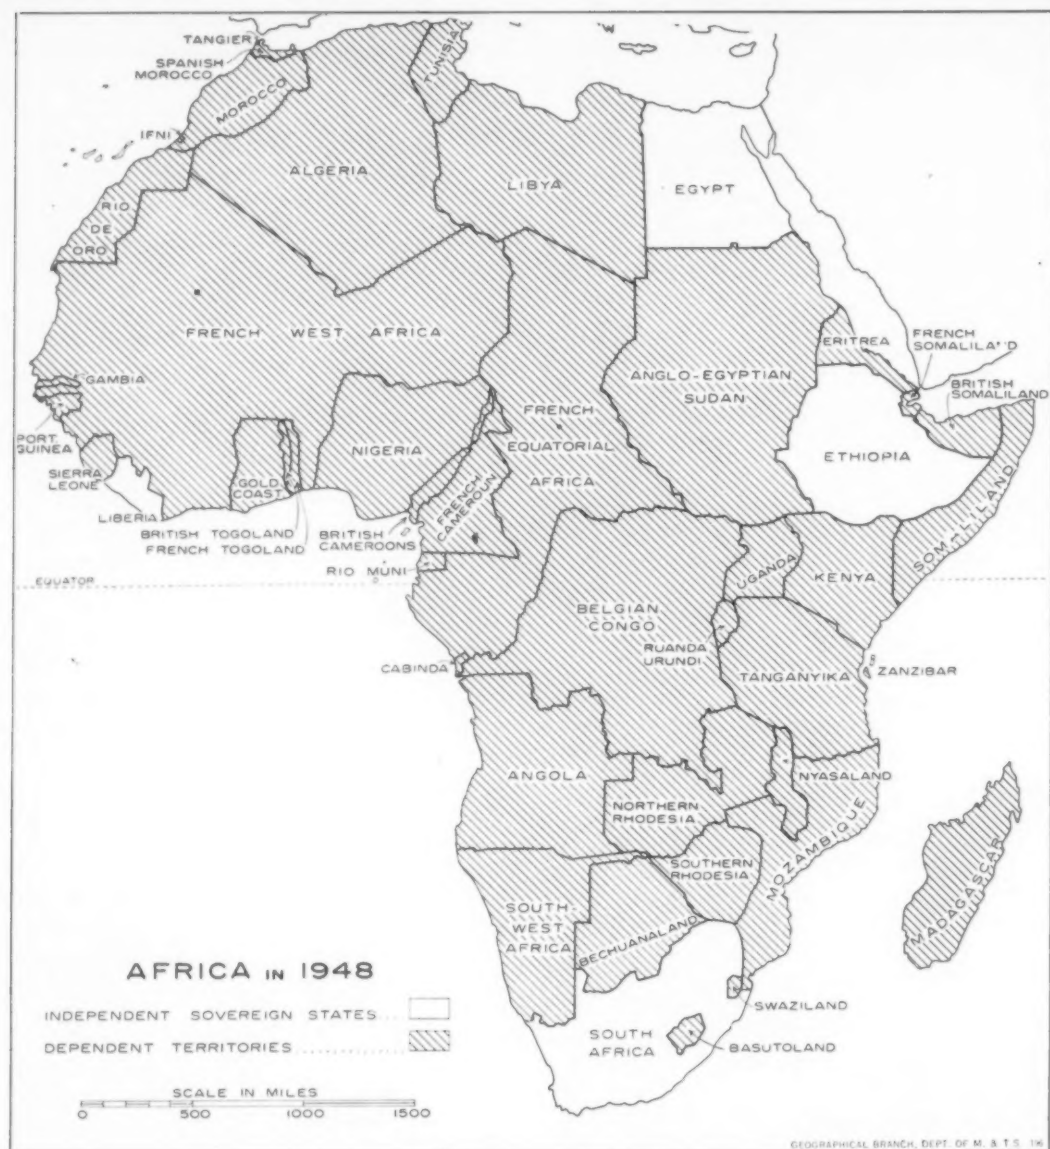 TANGIER
SPANISH
MOROCCO
TUNISIA
MOROCCO
IFNI
ALGERIA
LIBYA
EGYPT
RIO
DE
ORO
FRENCH WEST AFRICA
ERITREA
FRENCH
SOMALILAND
GAMBIA
ANGLO-EGYPTIAN
SUDAN
BRITISH
SOMALILAND
PORT
GUINEA
FRENCH
EQUATORIAL
AFRICA
NIGERIA
ETHIOPIA
SIERRA
LEONE
GOLD
COAST
LIBERIA
BRITISH TOGOLAND
FRENCH TOGOLAND
BRITISH
CAMEROONS
FRENCH
CAMEROUN
SOMALILAND
RIO MUNI
UGANDA
KENYA
EQUATOR
BELGIAN
CONGO
RUANDA
URUNDI
CABINDA
TANGANYIKA
ZANZIBAR
ANGOLA
NYASALAND
NORTHERN
RHODESIA
MOZAMBIQUE
SOUTHERN
RHODESIA
MADAGASCAR
SOUTH
WEST
AFRICA
BECHUANALAND
AFRICA IN 1948
INDEPENDENT SOVEREIGN STATES...
DEPENDENT TERRITORIES............
SWAZILAND
SOUTH
AFRICA
BASUTOLAND
SCALE IN MILES
0 500 1000 1500
GEOGRAPHICAL BRANCH, DEPT. OF M. & T.S.